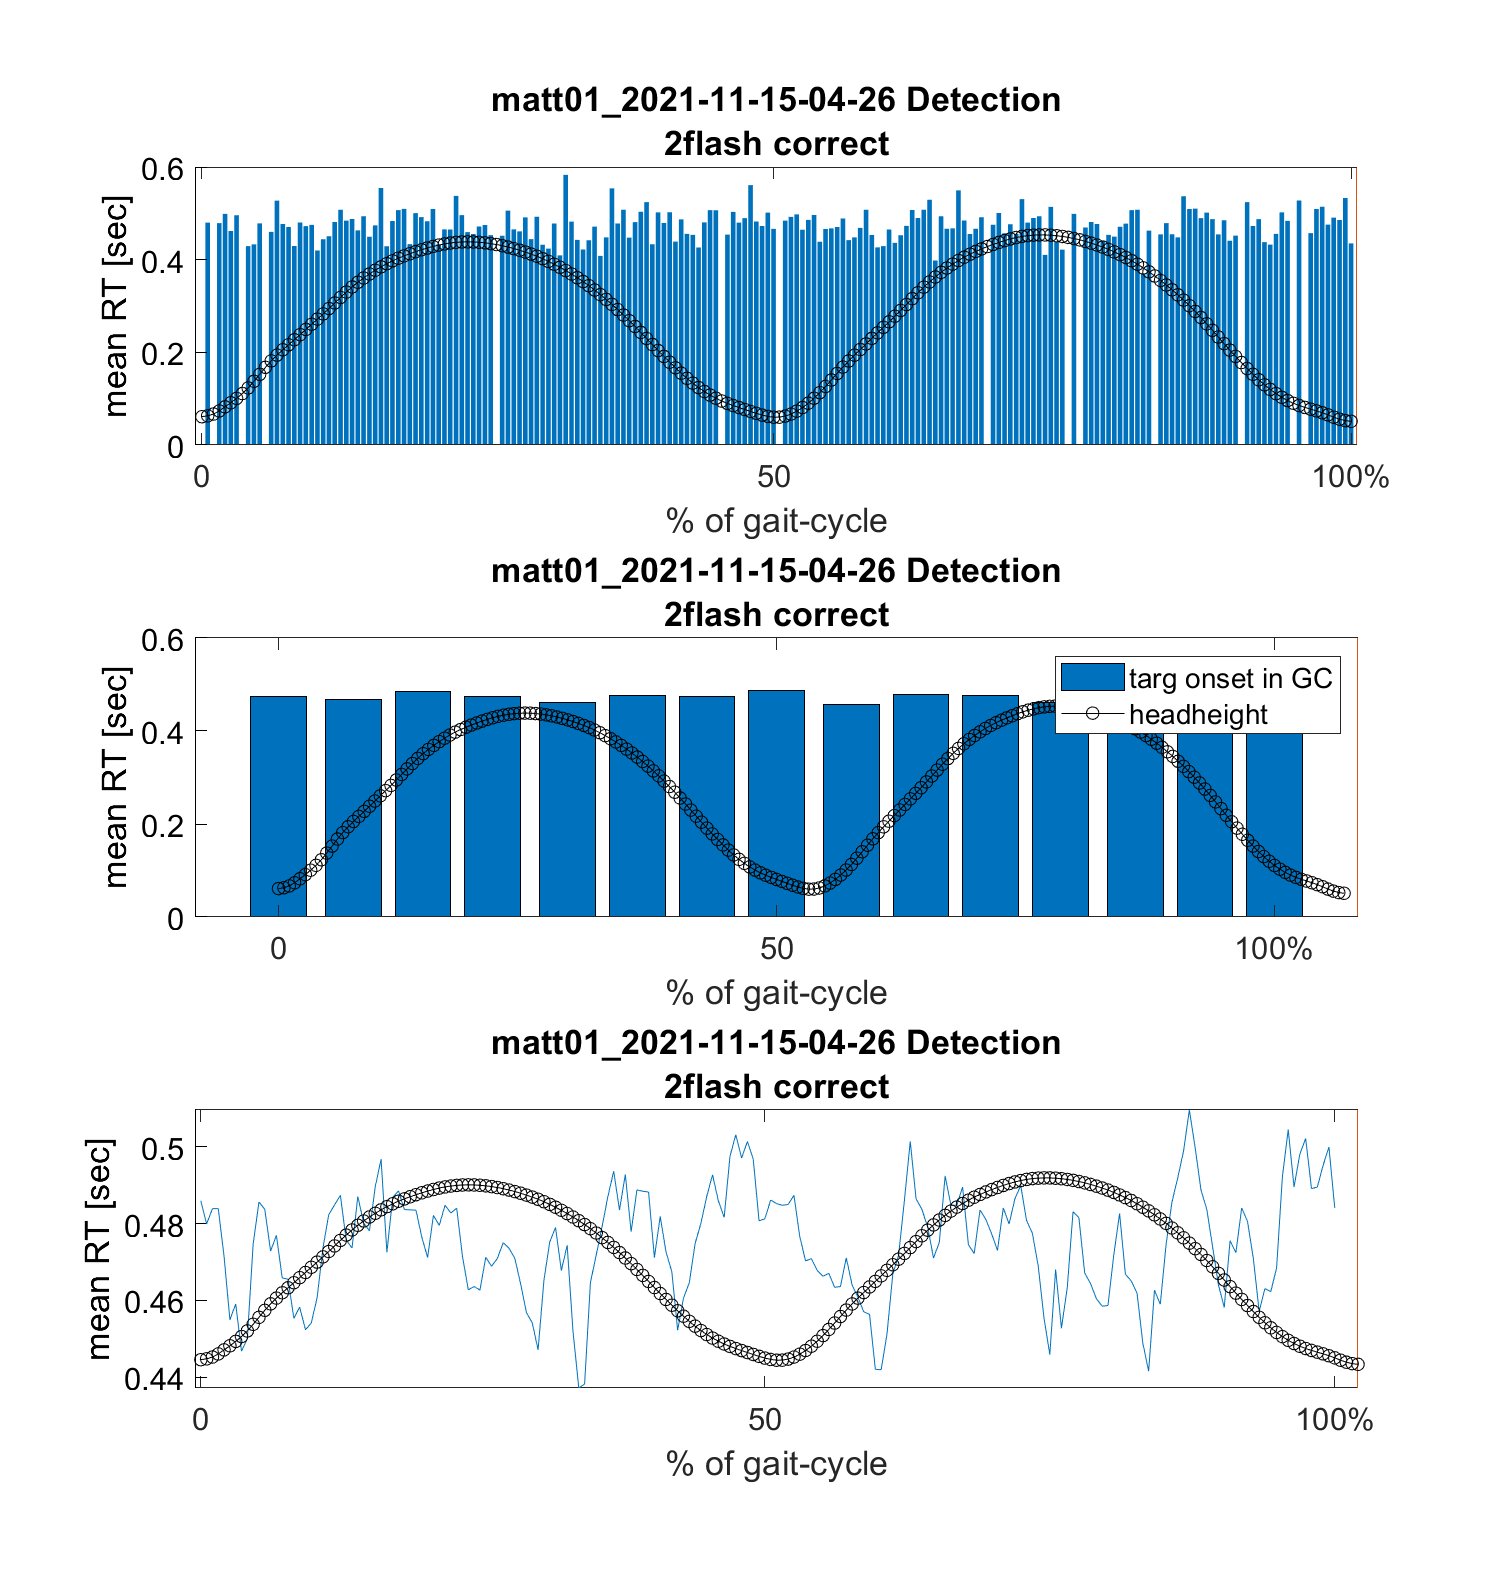 matt01_2021-11-15-04-26 Detection
2flash correct
0.6
0.4
0.2
0
mean RT [sec]
0 50 100%
% of gait-cycle
matt01_2021-11-15-04-26 Detection
2flash correct
0.6
0.4
0.2
0
mean RT [sec]
targ onset in GC
headheight
0 50 100%
% of gait-cycle
matt01_2021-11-15-04-26 Detection
2flash correct
0.5
0.48
0.46
0.44
mean RT [sec]
0 50 100%
% of gait-cycle